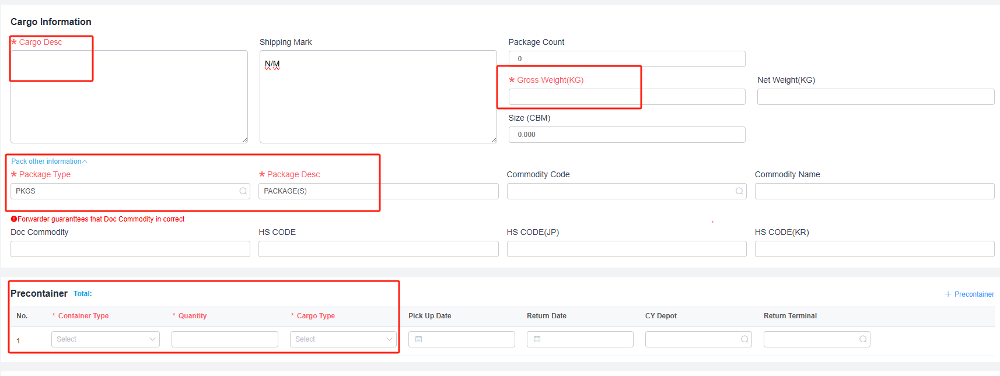 Cargo Information
* Cargo Desc
Shipping Mark
Package Count
N/M
0
* Gross Weight(KG)
Net Weight(KG)
Size (CBM)
0.000
Pack other information
* Package Type
* Package Desc
Commodity Code
Commodity Name
PKGS
PACKAGE(S)
Forwarder guaranttees that Doc Commodity in correct
Doc Commodity
HS CODE
HS CODE(JP)
HS CODE(KR)
Precontainer Total:
+ Precontainer
No.
* Container Type
* Quantity
* Cargo Type
Pick Up Date
Return Date
CY Depot
Return Terminal
1
Select
Select